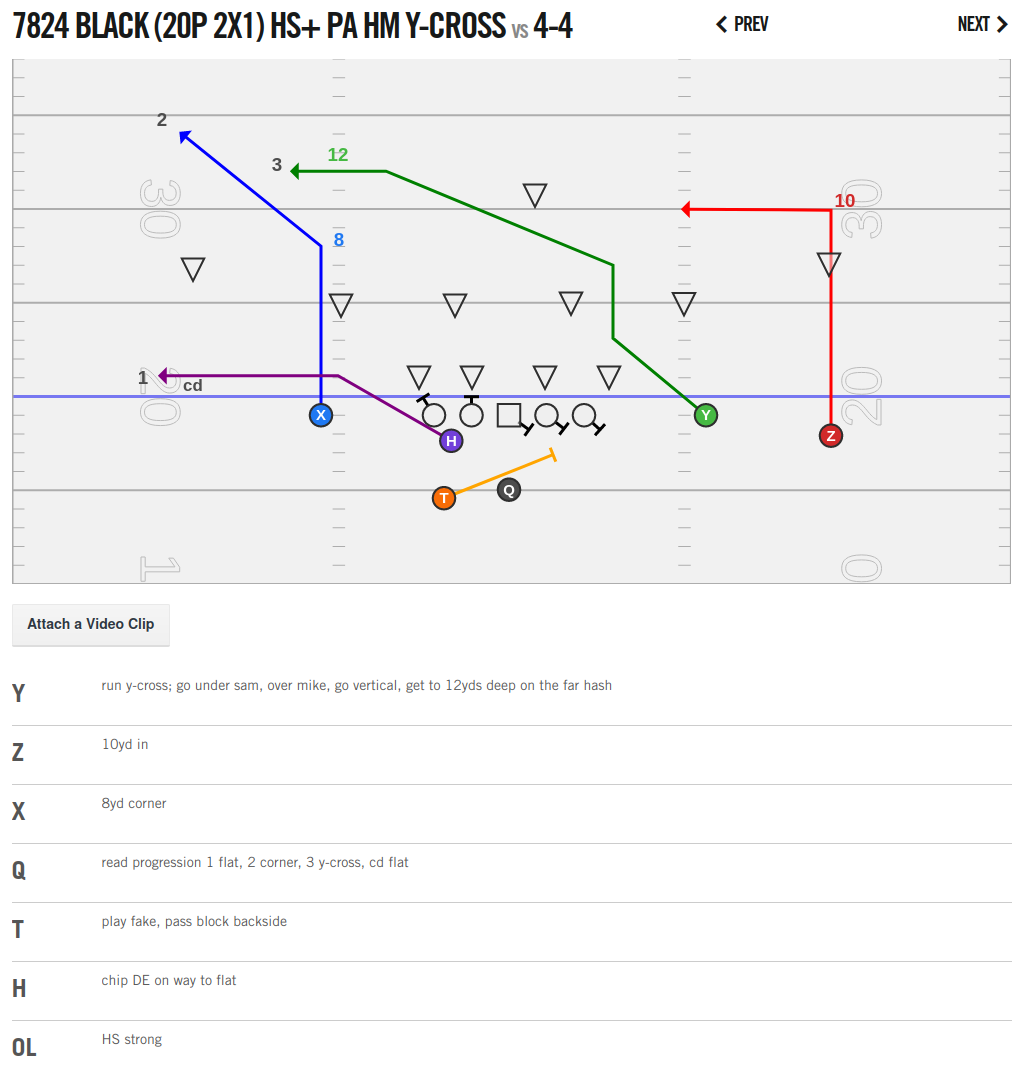 7824 BLACK (20P 2X1) HS+ PA HM Y-CROSS VS 4-4
PREV
NEXT
2
3
12
10
30
30
8
1
cd
20
20
X
H
Y
Z
T
Q
1
0
Attach a Video Clip
Y run y-cross; go under sam, over mike, go vertical, get to 12yds deep on the far hash
Z 10yd in
X 8yd corner
Q read progression 1 flat, 2 corner, 3 y-cross, cd flat
T play fake, pass block backside
H chip DE on way to flat
OL HS strong